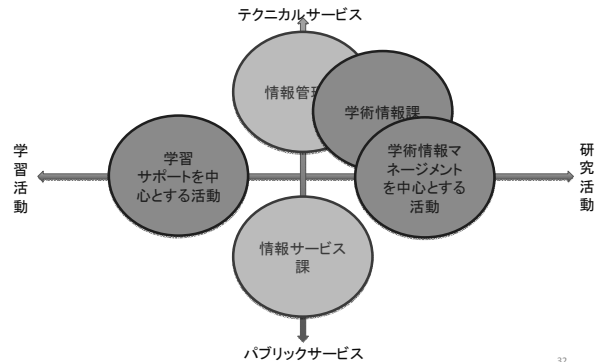 テクニカルサービス
情報管理
学術情報課
学習
サポートを中
心とする活動
学術情報マ
ネージメント
を中心とする
活動
学習活動
研究活動
情報サービス
課
パブリックサービス
32